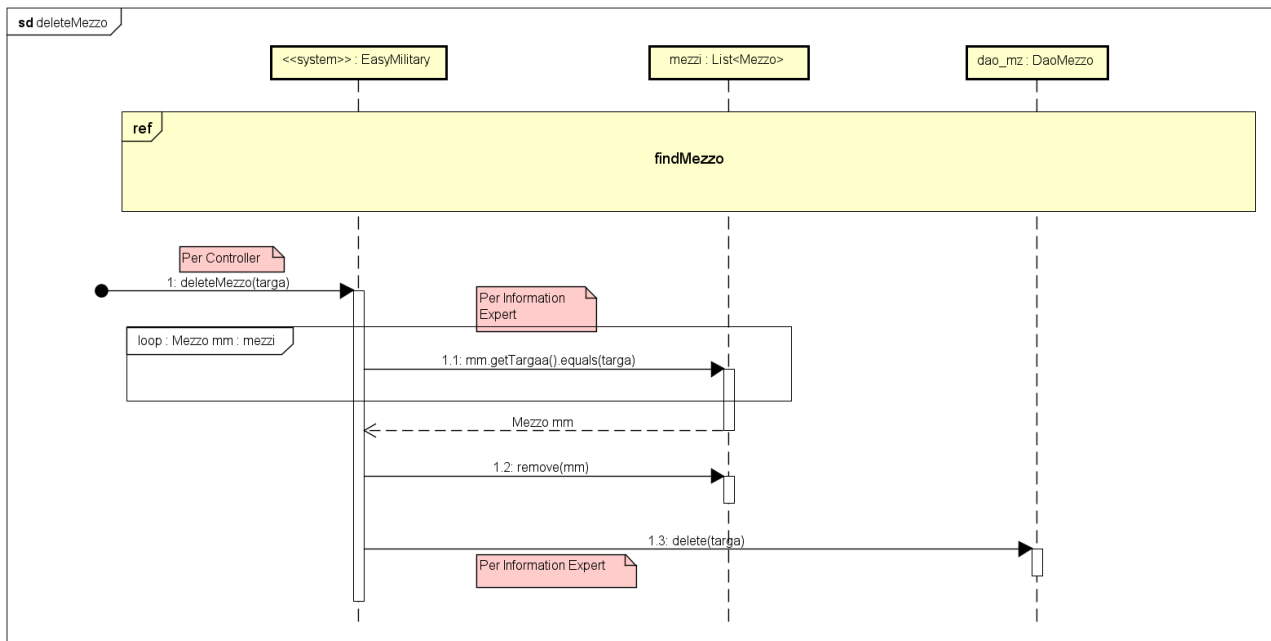 sd deleteMezzo
<<system>> : EasyMilitary
mezzi : List<Mezzo>
dao_mz : DaoMezzo
ref
findMezzo
Per Controller
1: deleteMezzo(targa)
Per Information
Expert
loop : Mezzo mm : mezzi
1.1: mm.getTargaa().equals(targa)
Mezzo mm
1.2: remove(mm)
1.3: delete(targa)
Per Information Expert